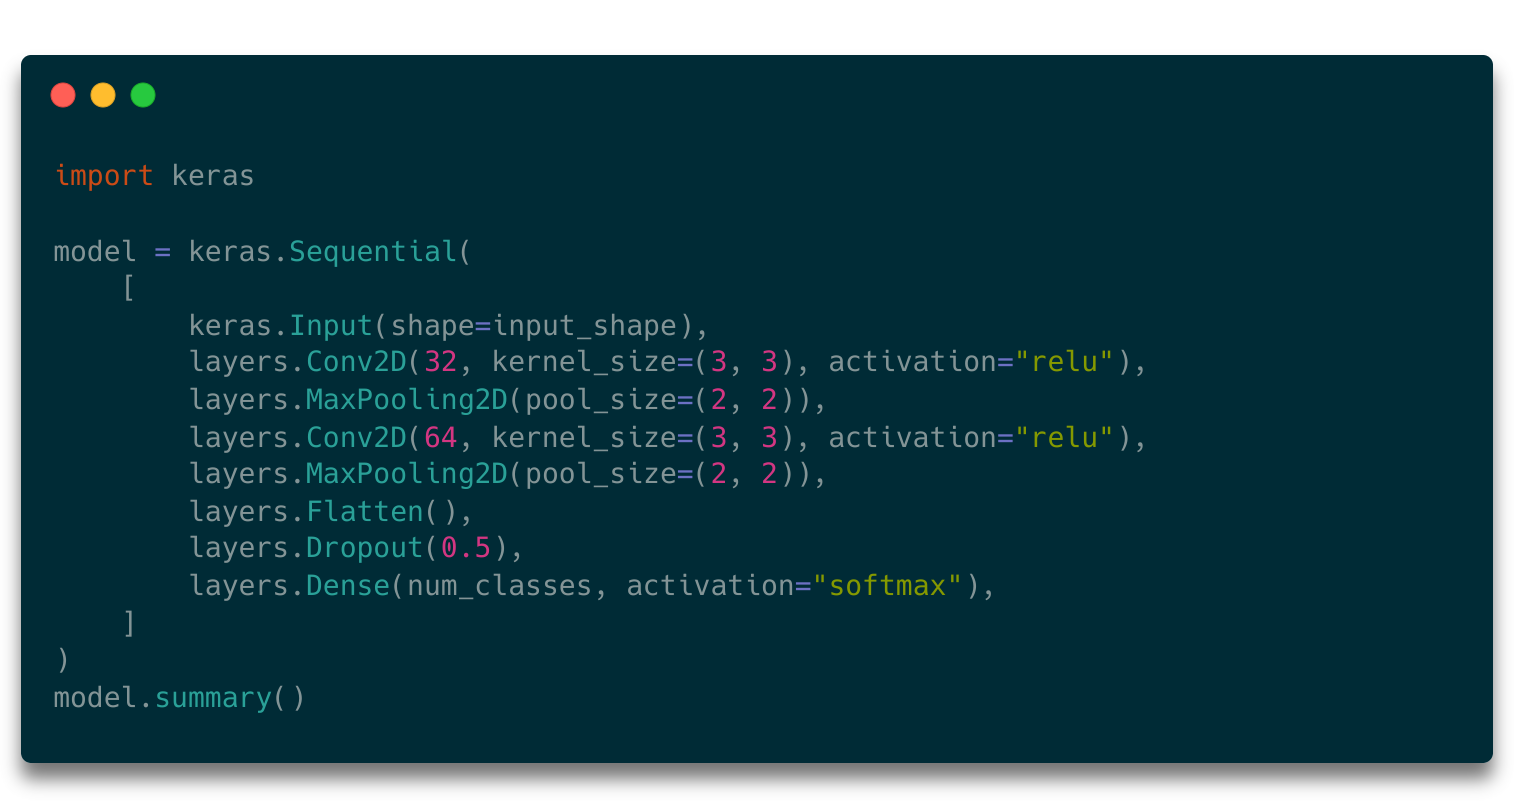 import keras

model = keras.Sequential(
    [
        keras.Input(shape=input_shape),
        layers.Conv2D(32, kernel_size=(3, 3), activation="relu"),
        layers.MaxPooling2D(pool_size=(2, 2)),
        layers.Conv2D(64, kernel_size=(3, 3), activation="relu"),
        layers.MaxPooling2D(pool_size=(2, 2)),
        layers.Flatten(),
        layers.Dropout(0.5),
        layers.Dense(num_classes, activation="softmax"),
    ]
)
model.summary()